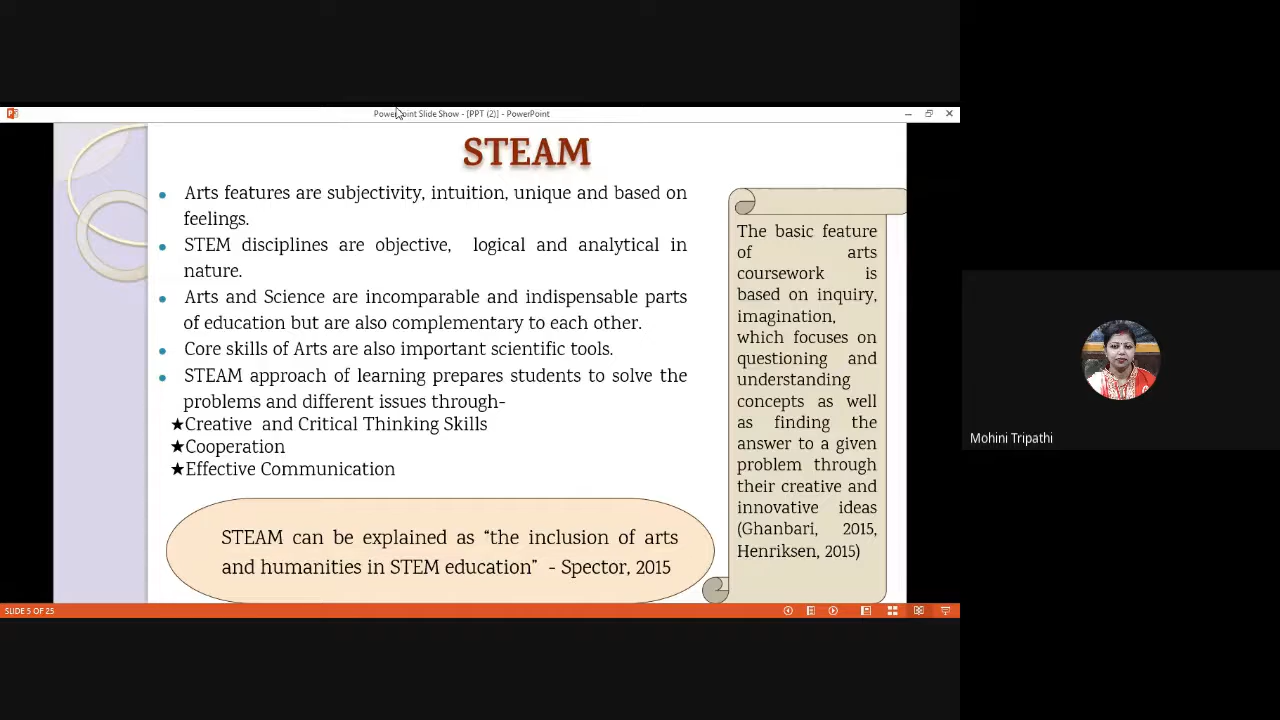 PowerPoint Slide Show - [PPT (2)] - PowerPoint
STEAM
Arts features are subjectivity, intuition, unique and based on
feelings.
STEM disciplines are objective, logical and analytical in
nature.
Arts and Science are incomparable and indispensable parts
of education but are also complementary to each other.
Core skills of Arts are also important scientific tools.
STEAM approach of learning prepares students to solve the
problems and different issues through-
★Creative and Critical Thinking Skills
★Cooperation
★Effective Communication
STEAM can be explained as “the inclusion of arts
and humanities in STEM education” - Spector, 2015
The basic feature
of arts
coursework is
based on inquiry,
imagination,
which focuses on
questioning and
understanding
concepts as well
as finding the
answer to a given
problem through
their creative and
innovative ideas
(Ghanbari, 2015,
Henriksen, 2015)
SLIDE 5 OF 25
Mohini Tripathi